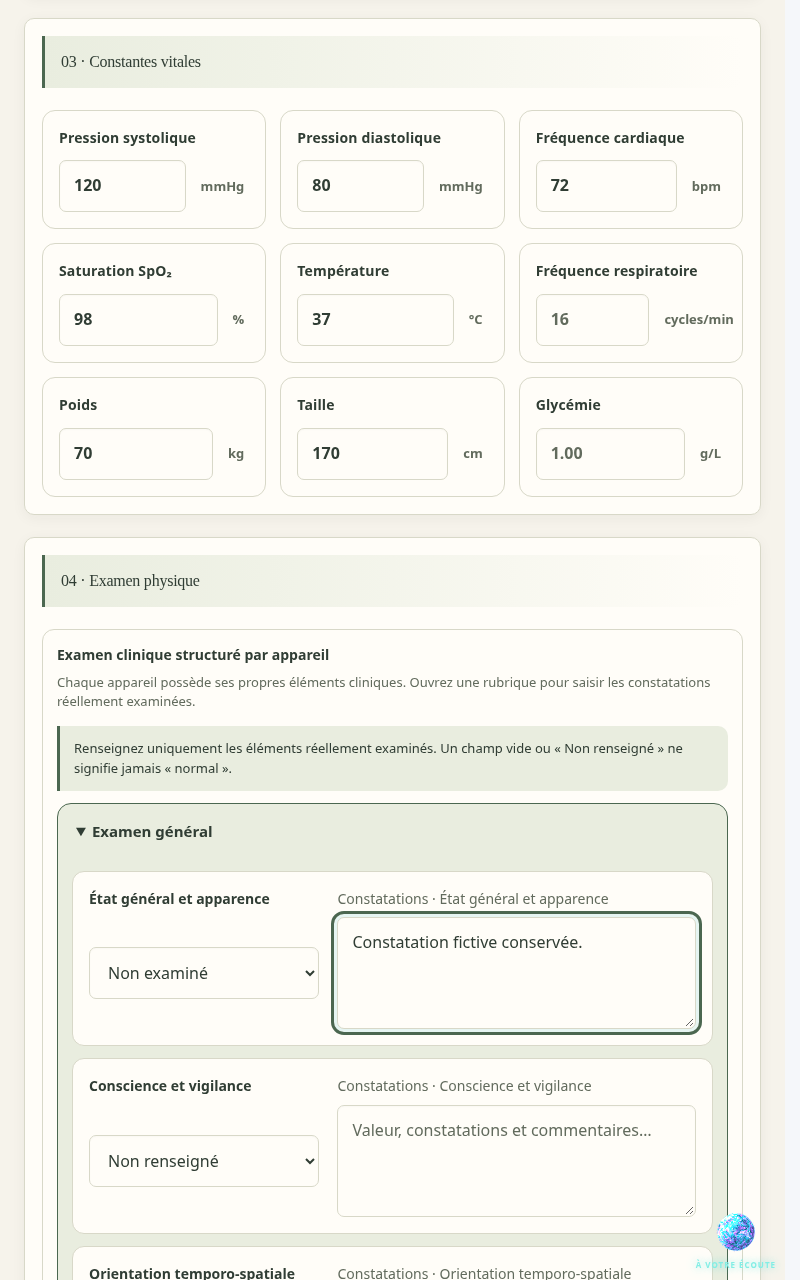 03 · Constantes vitales
Pression systolique
120 mmHg
Pression diastolique
80 mmHg
Fréquence cardiaque
72 bpm
Saturation SpO₂
98 %
Température
37 °C
Fréquence respiratoire
16 cycles/min
Poids
70 kg
Taille
170 cm
Glycémie
1.00 g/L
04 · Examen physique
Examen clinique structuré par appareil
Chaque appareil possède ses propres éléments cliniques. Ouvrez une rubrique pour saisir les constatations
réellement examinées.
Renseignez uniquement les éléments réellement examinés. Un champ vide ou « Non renseigné » ne
signifie jamais « normal ».
▼ Examen général
État général et apparence
Non examiné
Constatations · État général et apparence
Constatation fictive conservée.
Conscience et vigilance
Non renseigné
Constatations · Conscience et vigilance
Valeur, constatations et commentaires...
Orientation temporo-spatiale
Constatations · Orientation temporo-spatiale
À VOTRE ÉCOUTE